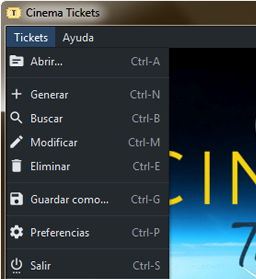 T Cinema Tickets
Tickets Ayuda
Abrir... Ctrl-A
Generar Ctrl-N
Buscar Ctrl-B
Modificar Ctrl-M
Eliminar Ctrl-E
Guardar como... Ctrl-G
Preferencias Ctrl-P
Salir Ctrl-S
CIN